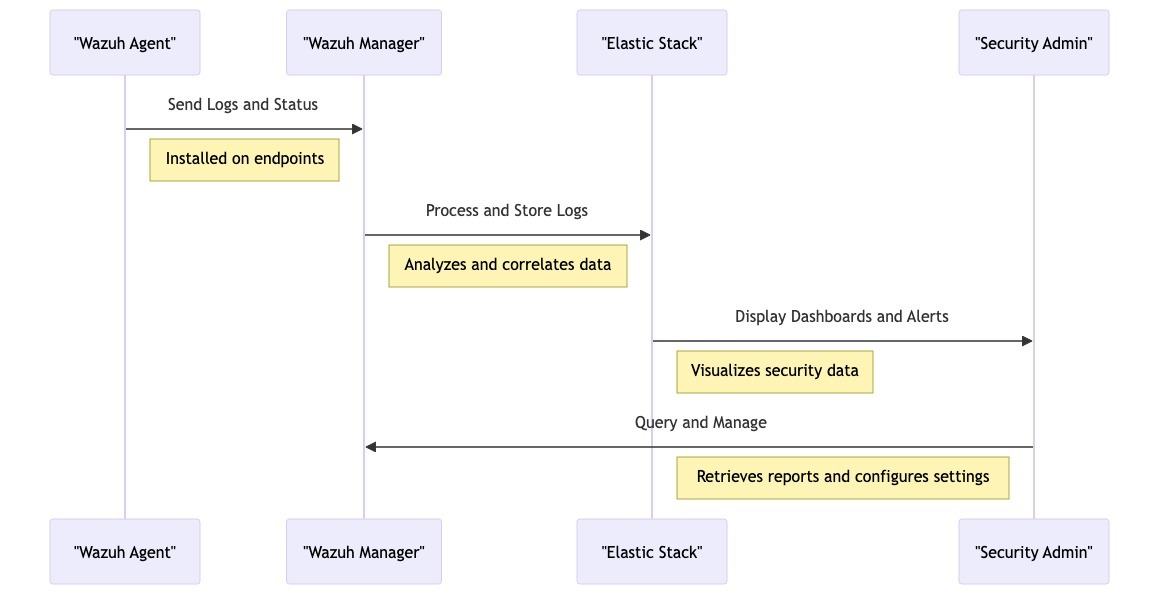 "Wazuh Agent"
"Wazuh Manager"
"Elastic Stack"
"Security Admin"
Send Logs and Status
Installed on endpoints
Process and Store Logs
Analyzes and correlates data
Display Dashboards and Alerts
Visualizes security data
Query and Manage
Retrieves reports and configures settings
"Wazuh Agent"
"Wazuh Manager"
"Elastic Stack"
"Security Admin"